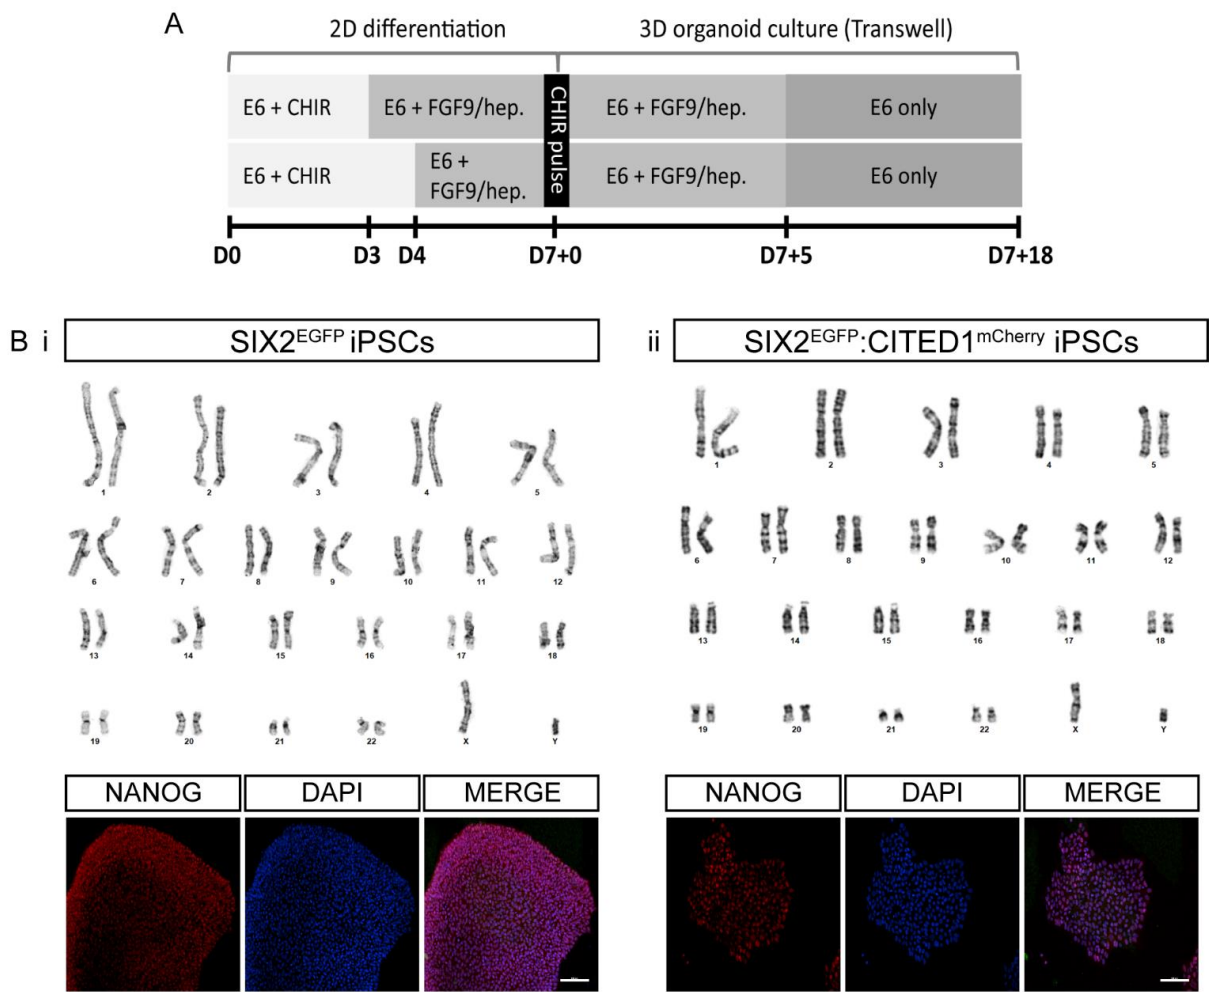 A
2D differentiation 3D organoid culture (Transwell)
E6 + CHIR E6 + FGF9/hep. CHIR pulse E6 + FGF9/hep. E6 only
E6 + CHIR E6 + FGF9/hep. E6 + FGF9/hep. E6 only
D0 D3 D4 D7+0 D7+5 D7+18
B i SIX2EGFP iPSCs ii SIX2EGFP:CITED1mCherry iPSCs
1 2 3 4 5
6 7 8 9 10 11 12
13 14 15 16 17 18
19 20 21 22 X Y
1 2 3 4 5
6 7 8 9 10 11 12
13 14 15 16 17 18
19 20 21 22 X Y
NANOG DAPI MERGE NANOG DAPI MERGE